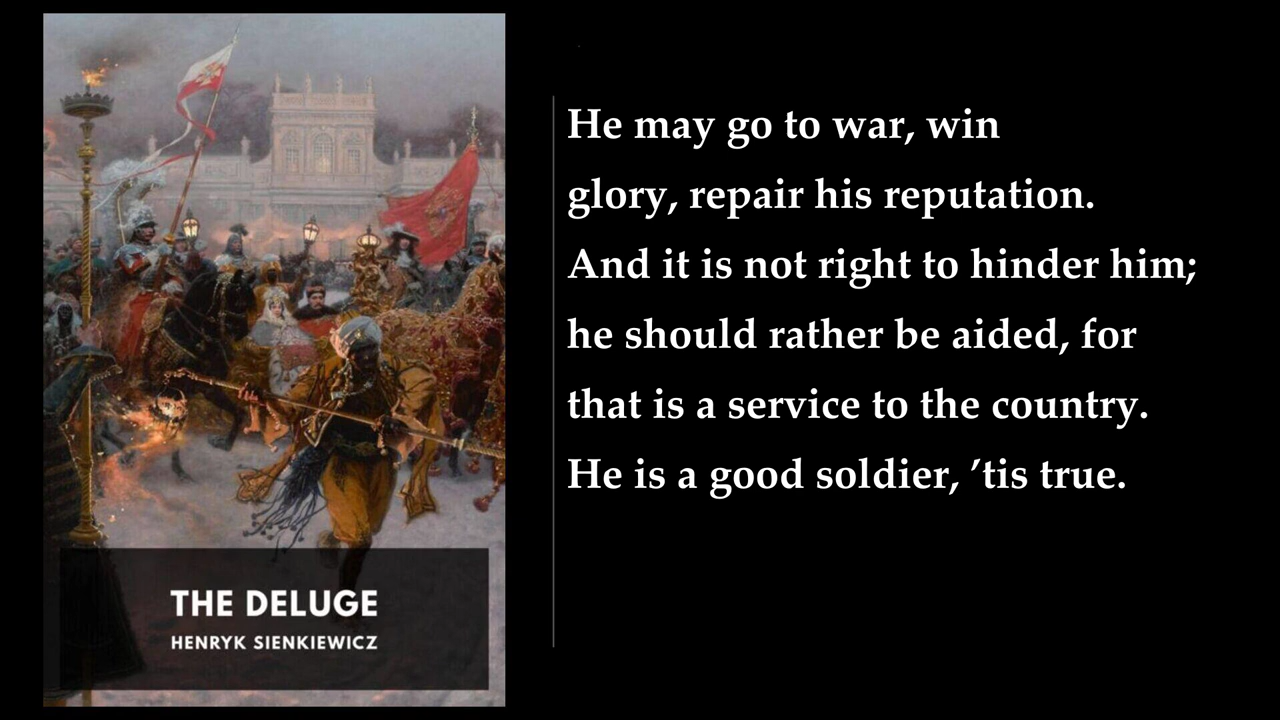 THE DELUGE
HENRYK SIENKIEWICZ
He may go to war, win
glory, repair his reputation.
And it is not right to hinder him;
he should rather be aided, for
that is a service to the country.
He is a good soldier, ’tis true.